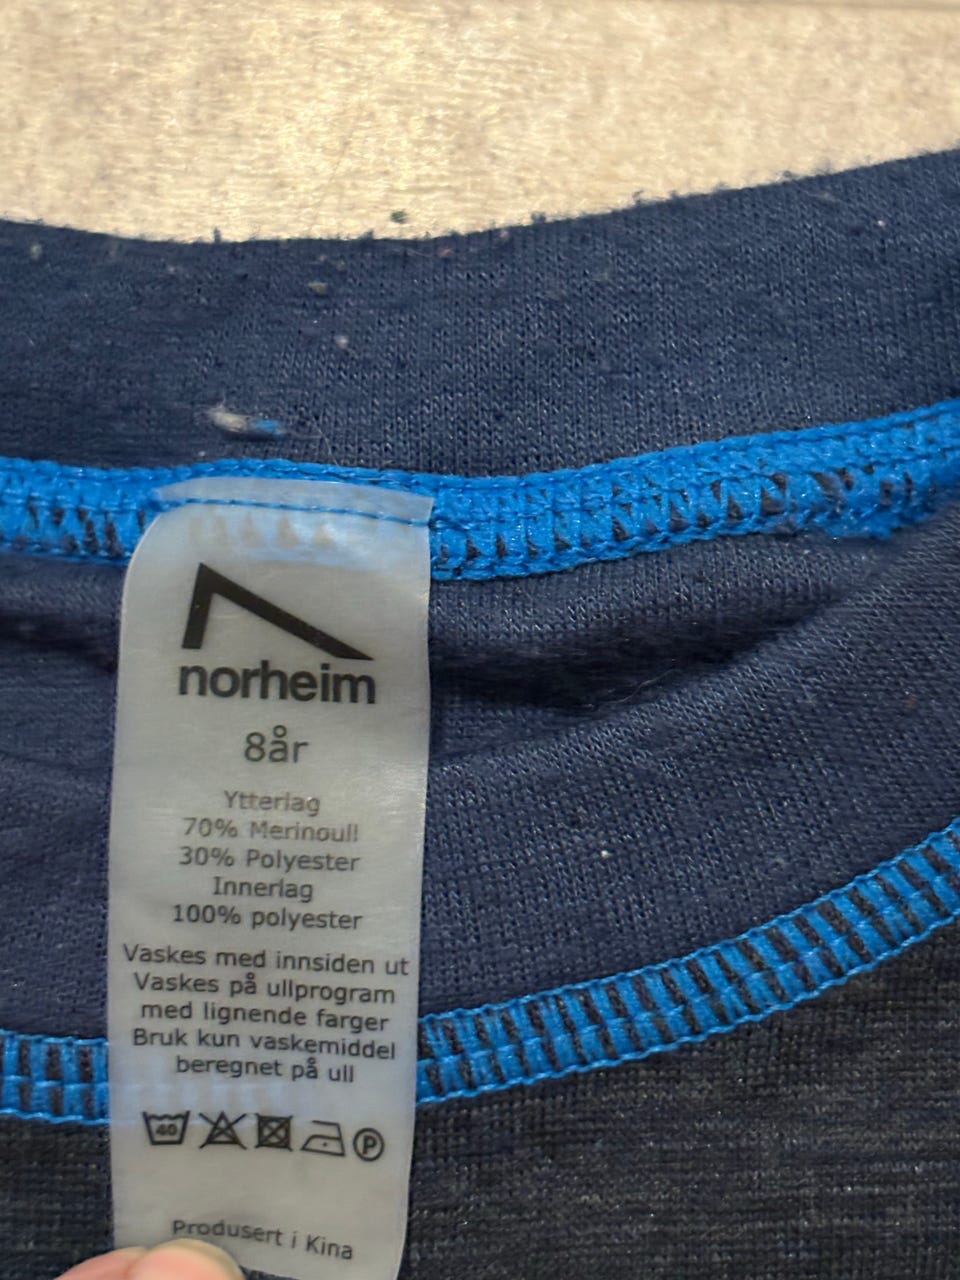 norheim
8år
Ytterlag
70% Merinoull
30% Polyester
Innerlag
100% polyester
Vaskes med innsiden ut
Vaskes på ullprogram
med lignende farger
Bruk kun vaskemiddel
beregnet på ull
40 P
Produsert i Kina